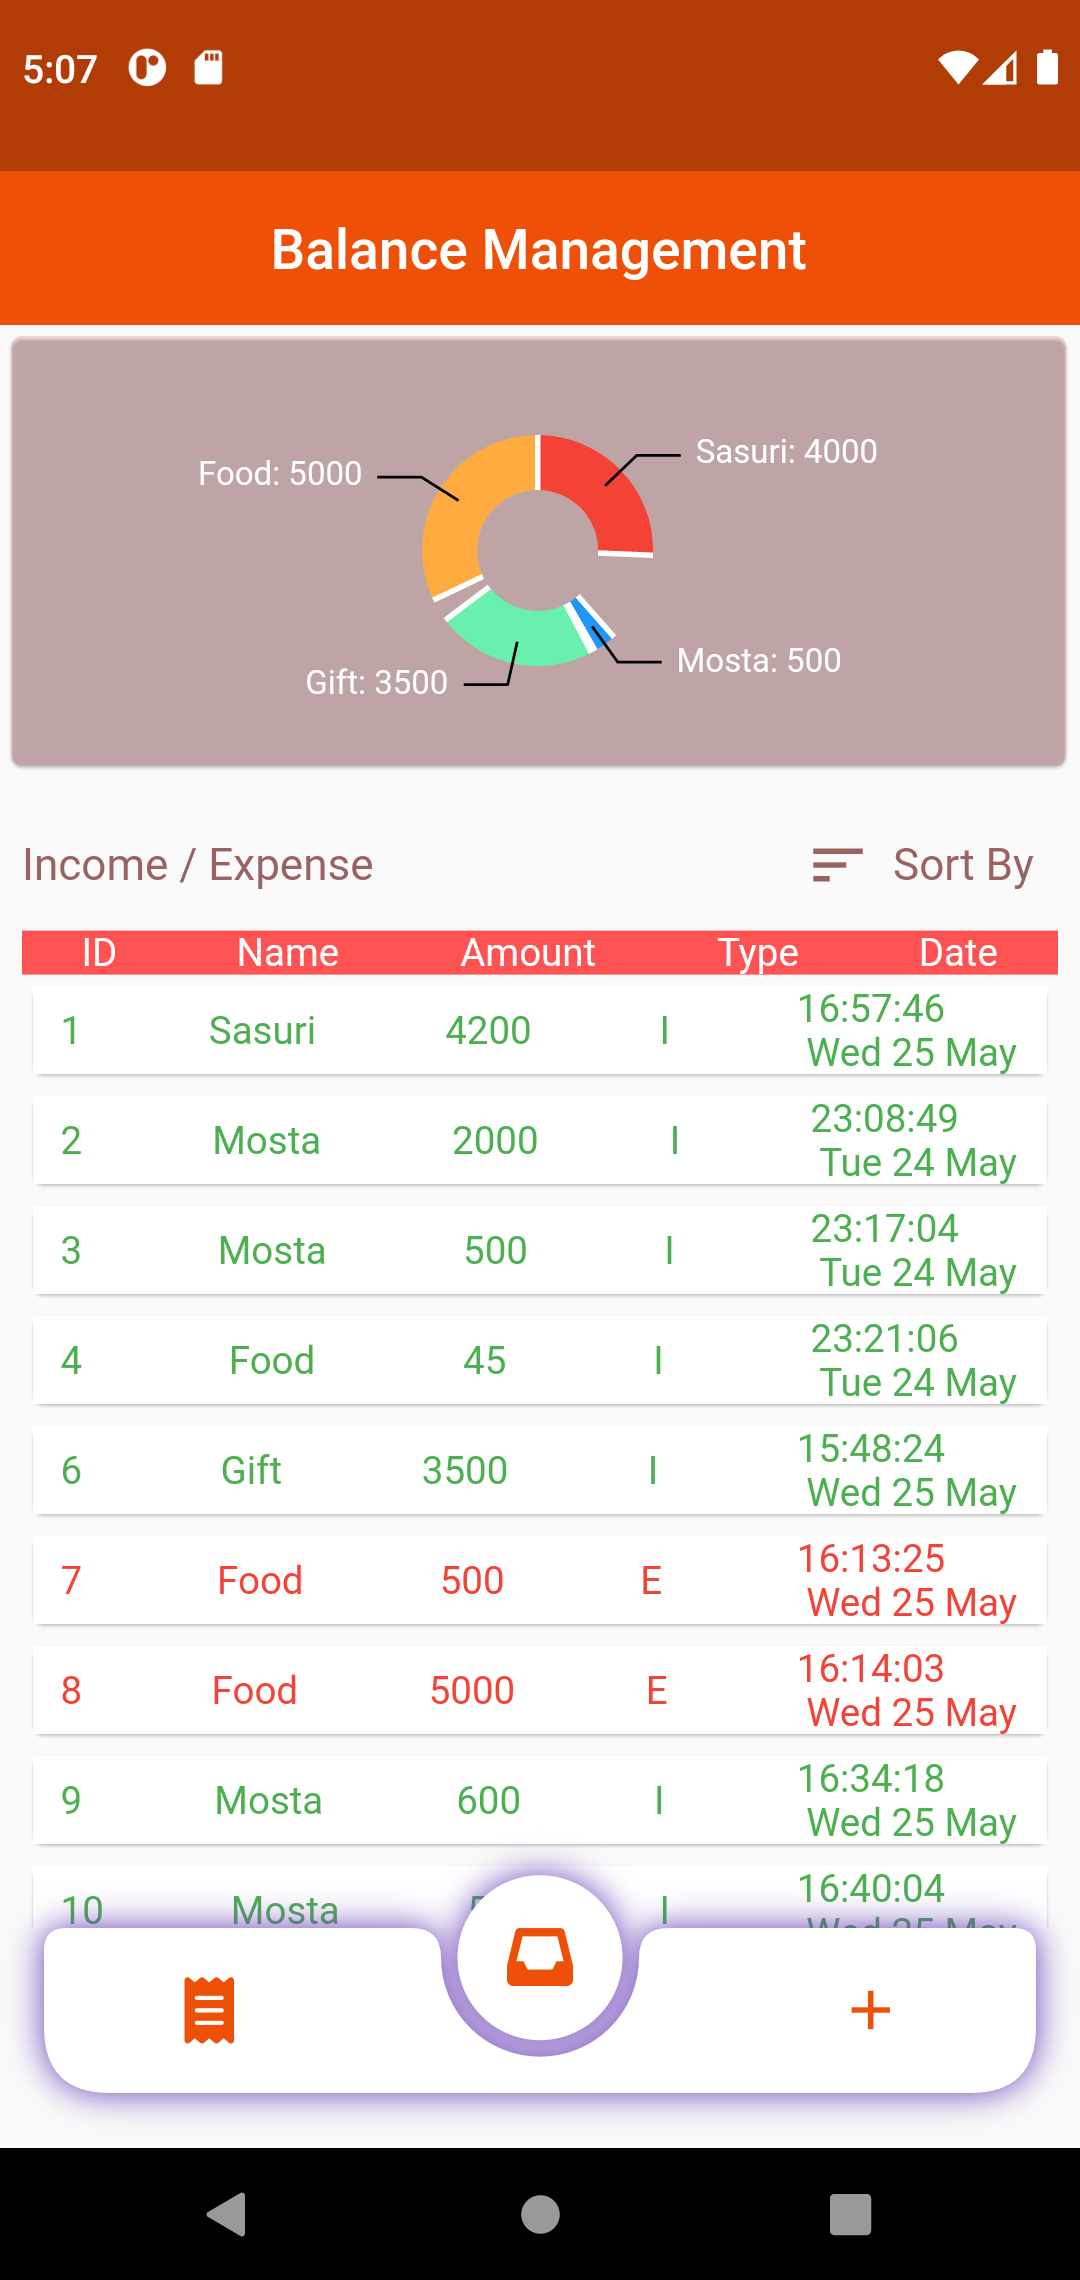 5:07
Balance Management
Sasuri: 4000
Food: 5000
Mosta: 500
Gift: 3500
Income / Expense Sort By
ID Name Amount Type Date
1 Sasuri 4200 I 16:57:46
Wed 25 May
2 Mosta 2000 I 23:08:49
Tue 24 May
3 Mosta 500 I 23:17:04
Tue 24 May
4 Food 45 I 23:21:06
Tue 24 May
6 Gift 3500 I 15:48:24
Wed 25 May
7 Food 500 E 16:13:25
Wed 25 May
8 Food 5000 E 16:14:03
Wed 25 May
9 Mosta 600 I 16:34:18
Wed 25 May
10 Mosta I 16:40:04
Wed 25 May